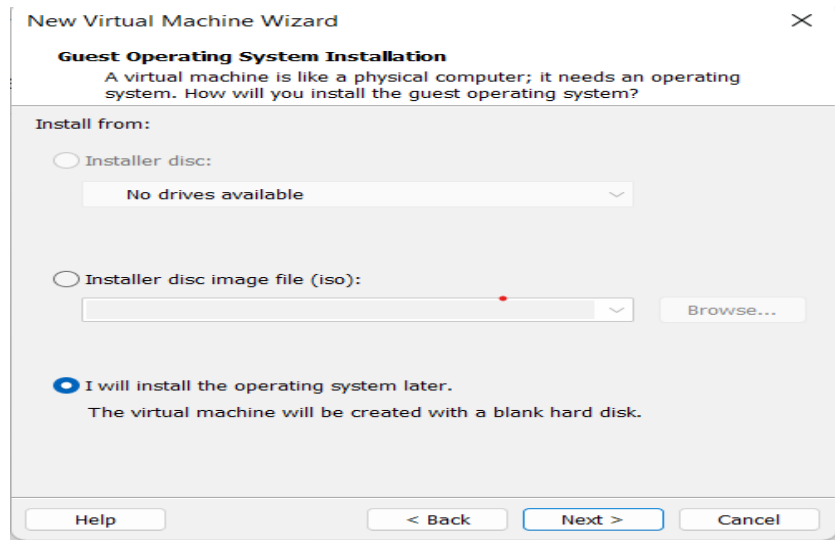 New Virtual Machine Wizard
Guest Operating System Installation
A virtual machine is like a physical computer; it needs an operating
system. How will you install the guest operating system?
Install from:
Installer disc:
No drives available
Installer disc image file (iso):
Browse...
I will install the operating system later.
The virtual machine will be created with a blank hard disk.
Help
< Back
Next >
Cancel